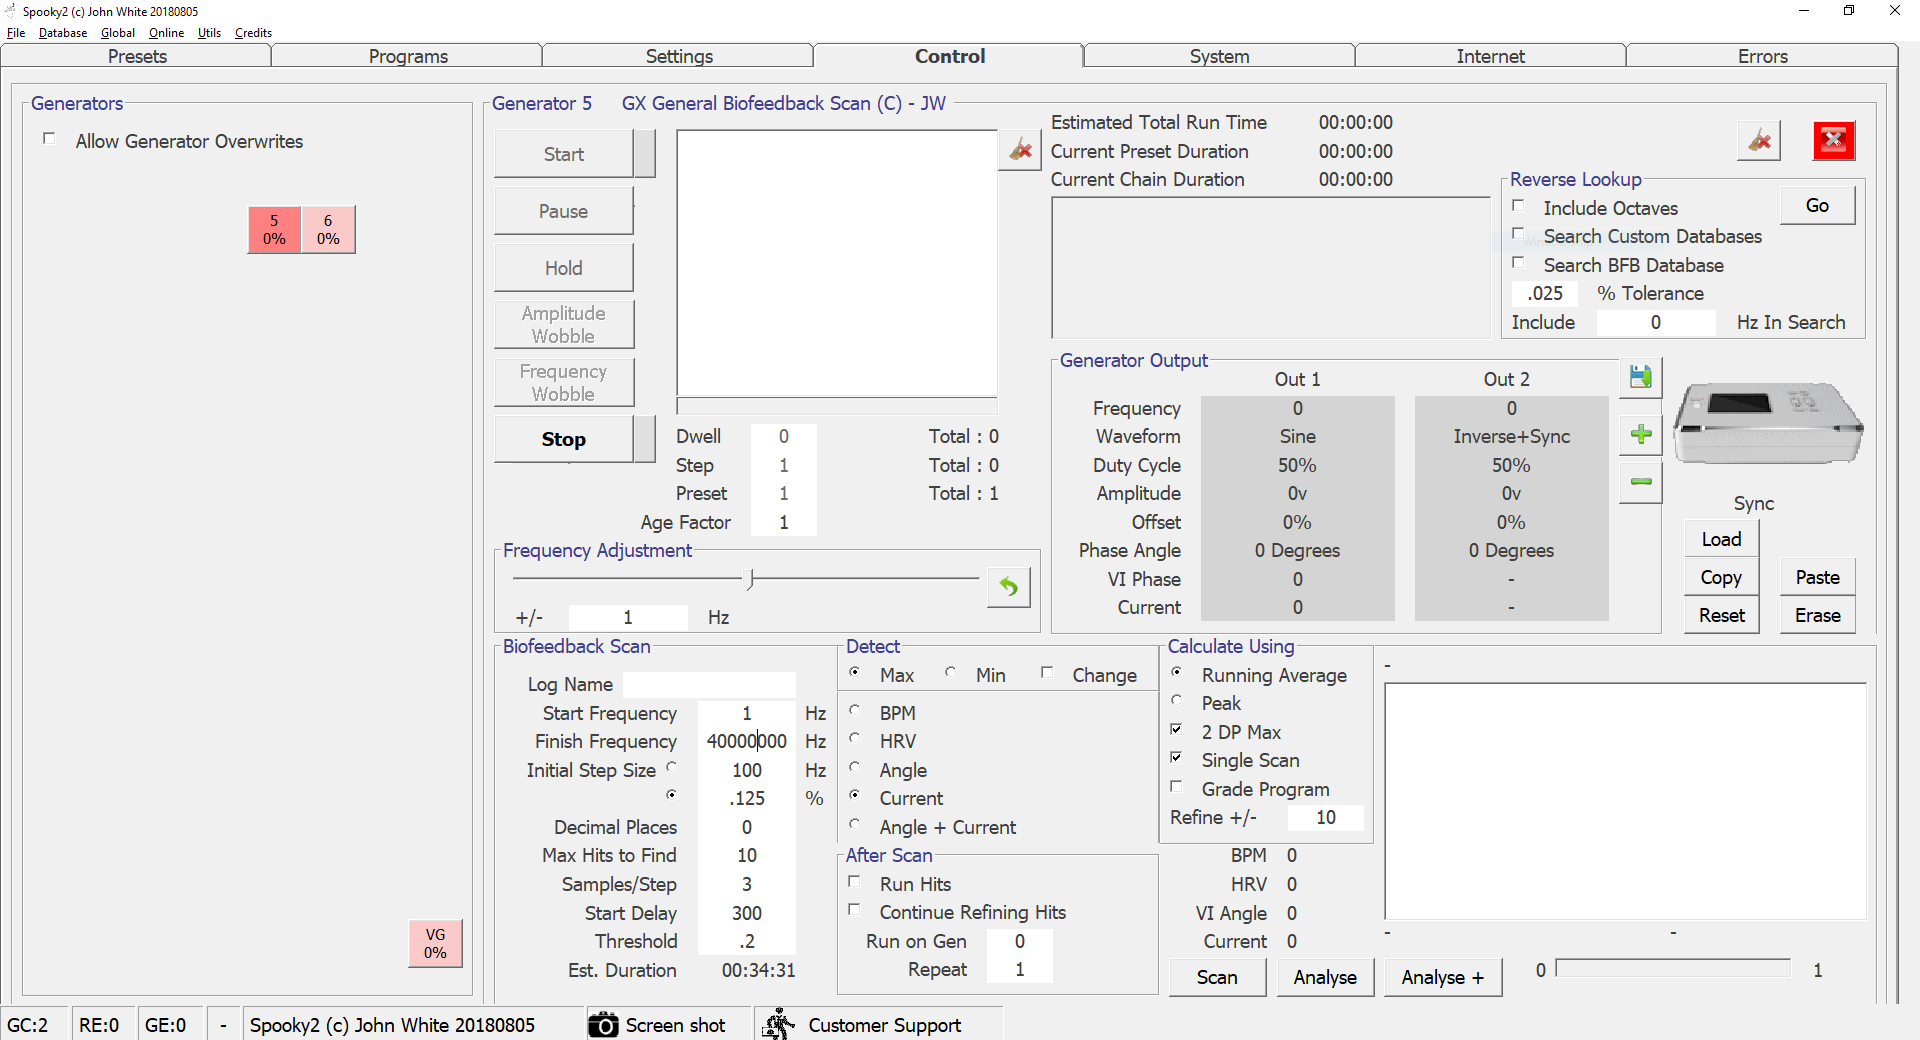 Spooky2 (c) John White 20180805
File Database Global Online Utils Credits
Presets Programs Settings Control System Internet Errors
Generators
Allow Generator Overwrites
5 6
0% 0%
VG
0%
Generator 5 GX General Biofeedback Scan (C) - JW
Start
Pause
Hold
Amplitude
Wobble
Frequency
Wobble
Stop
Dwell 0 Total : 0
Step 1 Total : 0
Preset 1 Total : 1
Age Factor 1
Frequency Adjustment
+/- 1 Hz
Estimated Total Run Time 00:00:00
Current Preset Duration 00:00:00
Current Chain Duration 00:00:00
Reverse Lookup
Go
Include Octaves
Search Custom Databases
Search BFB Database
.025 % Tolerance
Include 0 Hz In Search
Generator Output
Out 1 Out 2
Frequency 0 0
Waveform Sine Inverse+Sync
Duty Cycle 50% 50%
Amplitude 0v 0v
Offset 0% 0%
Phase Angle 0 Degrees 0 Degrees
VI Phase 0 -
Current 0 -
Sync
Load
Copy Paste
Reset Erase
Biofeedback Scan
Log Name
Start Frequency 1 Hz
Finish Frequency 40000000 Hz
Initial Step Size 100 Hz
.125 %
Decimal Places 0
Max Hits to Find 10
Samples/Step 3
Start Delay 300
Threshold .2
Est. Duration 00:34:31
Detect
Max Min Change
BPM
HRV
Angle
Current
Angle + Current
After Scan
Run Hits
Continue Refining Hits
Run on Gen 0
Repeat 1
Calculate Using
Running Average
Peak
2 DP Max
Single Scan
Grade Program
Refine +/- 10
BPM 0
HRV 0
VI Angle 0
Current 0
Scan Analyse Analyse +
-
- -
0 1
GC:2 RE:0 GE:0 - Spooky2 (c) John White 20180805 Screen shot Customer Support